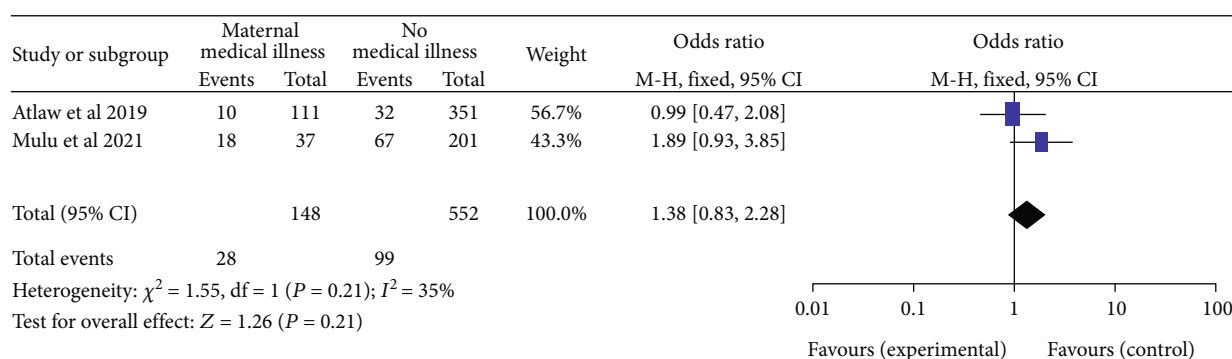 Study or subgroup Maternal medical illness No medical illness Weight Odds ratio Odds ratio
Events Total Events Total M-H, fixed, 95% CI M-H, fixed, 95% CI
Atlaw et al 2019 10 111 32 351 56.7% 0.99 [0.47, 2.08]
Mulu et al 2021 18 37 67 201 43.3% 1.89 [0.93, 3.85]
Total (95% CI) 148 552 100.0% 1.38 [0.83, 2.28]
Total events 28 99
Heterogeneity: χ² = 1.55, df = 1 (P = 0.21); I² = 35%
Test for overall effect: Z = 1.26 (P = 0.21)
0.01 0.1 1 10 100
Favours (experimental) Favours (control)